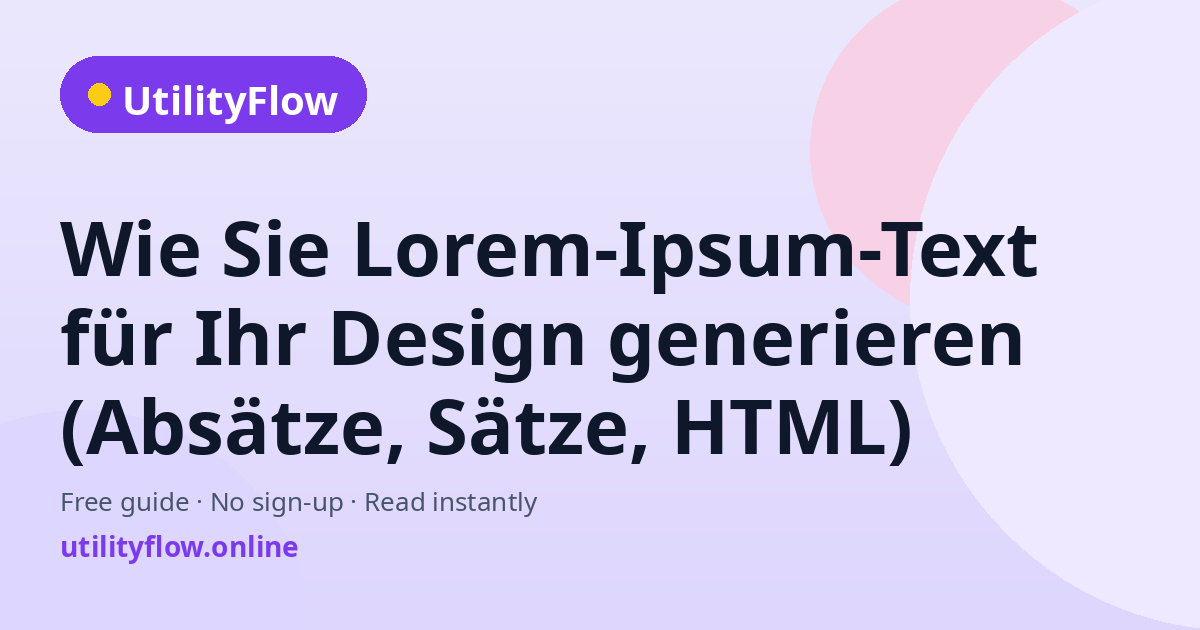 UtilityFlow
Wie Sie Lorem-Ipsum-Text
für Ihr Design generieren
(Absätze, Sätze, HTML)
Free guide · No sign-up · Read instantly
utilityflow.online